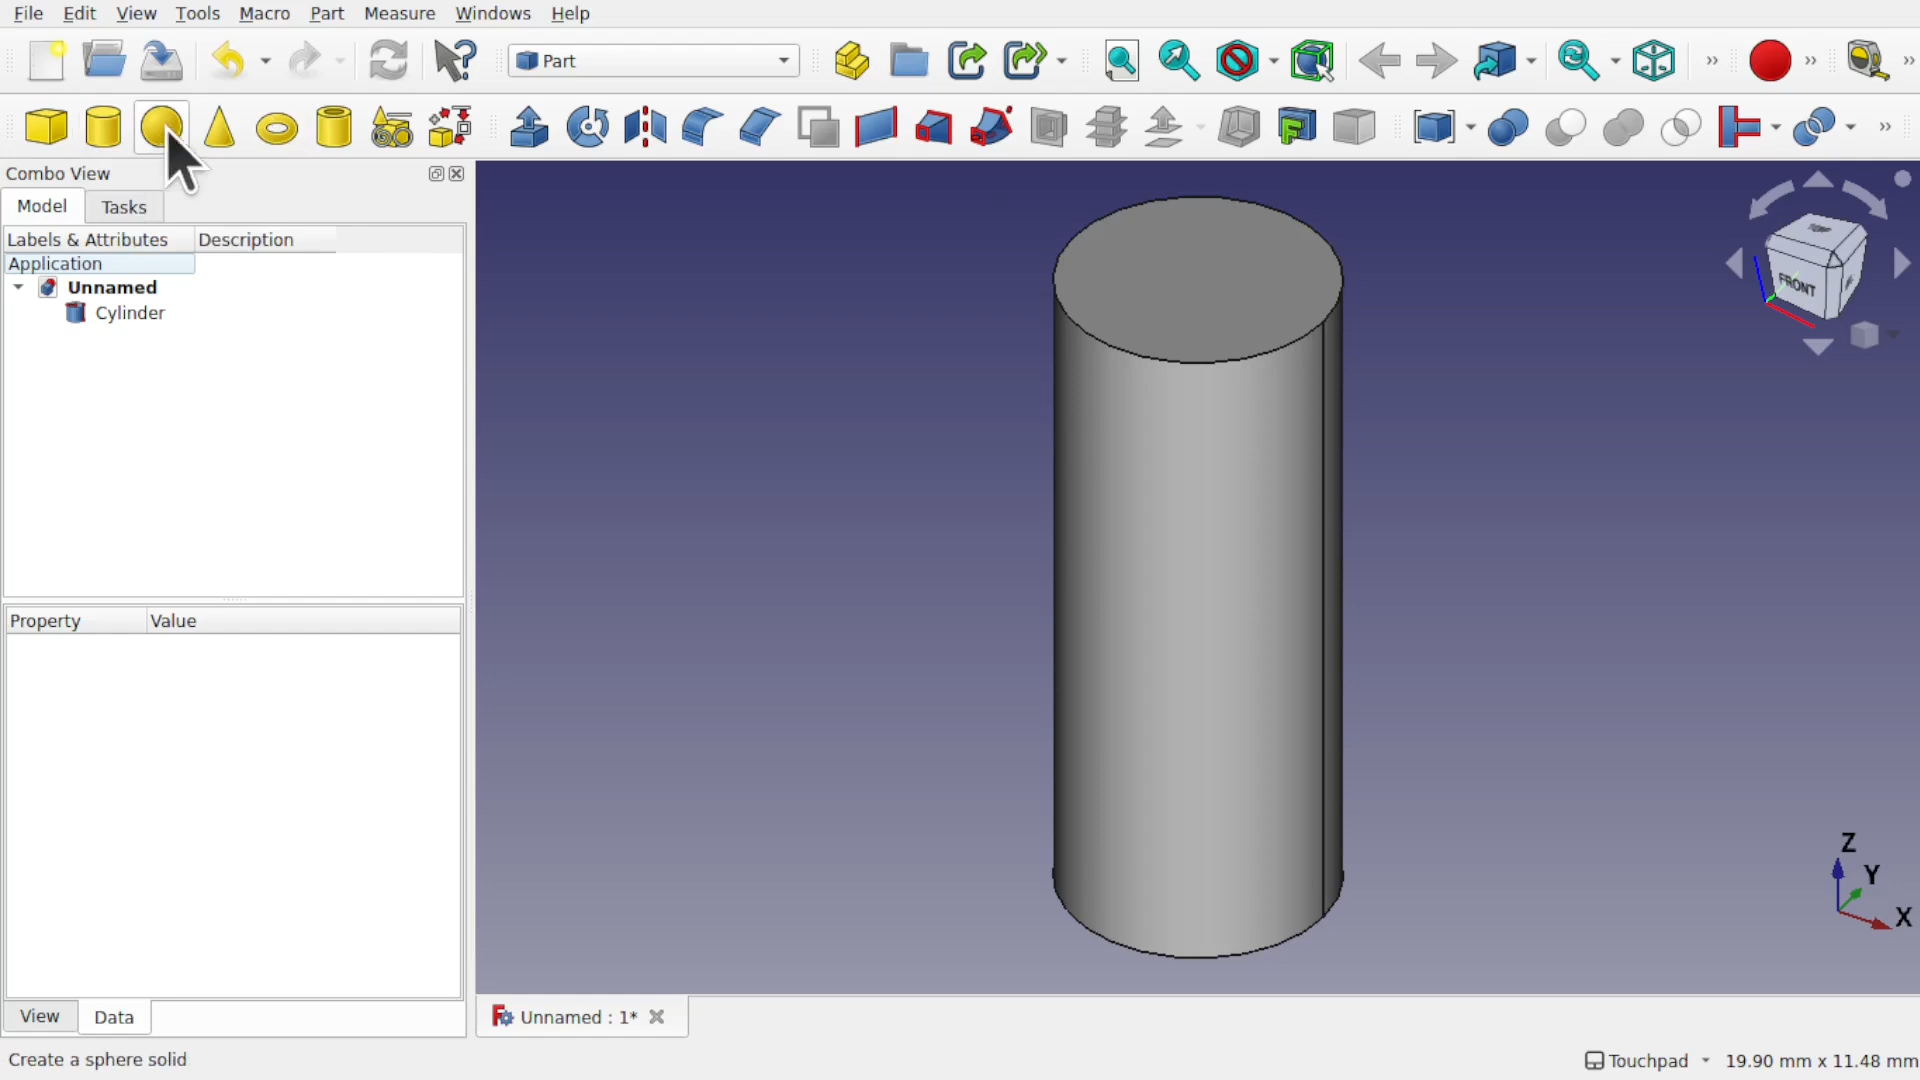 File Edit View Tools Macro Part Measure Windows Help
Part
Combo View
Model Tasks
Labels & Attributes Description
Application
Unnamed
Cylinder
TOP
FRONT
Property Value
Z
Y
X
View Data
Unnamed : 1*
Create a sphere solid
Touchpad 19.90 mm x 11.48 mm